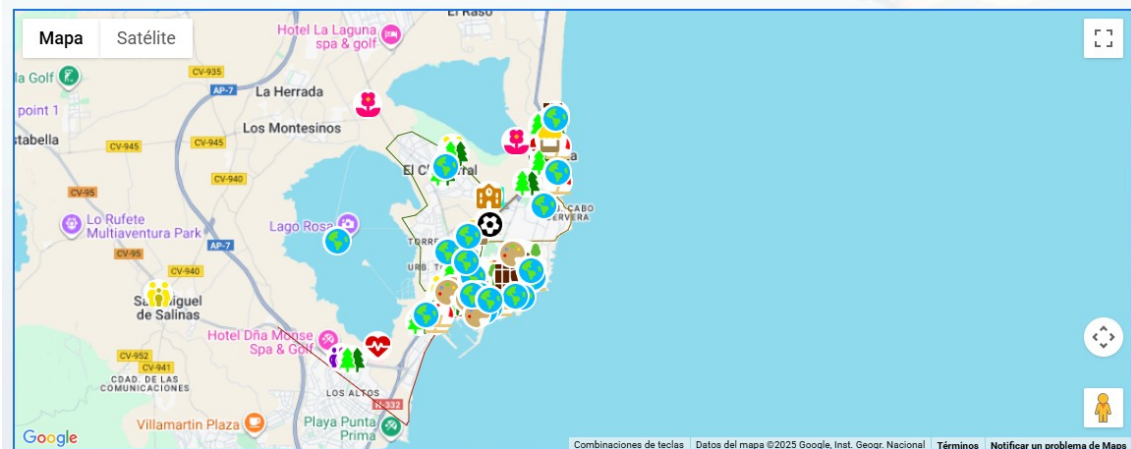 Mapa
Satélite
El Raso
Hotel La Laguna
spa & golf
la Golf
CV-935
AP-7
La Herrada
point 1
Los Montesinos
stabella
CV-945
CV-945
CV-940
CV-95
Lo Rufete
Multiaventura Park
Lago Rosa
CABO
CERVERA
AP-7
CV-95
CV-940
de Salinas
Hotel Dña Monse
Spa & Golf
CV-952
CV-941
CDAD. DE LAS
COMUNICACIONES
LOS ALTOS
N-332
Villamartin Plaza
Playa Punta
Prima
Google
Combinaciones de teclas
Datos del mapa ©2025 Google, Inst. Geogr. Nacional
Términos
Notificar un problema de Maps